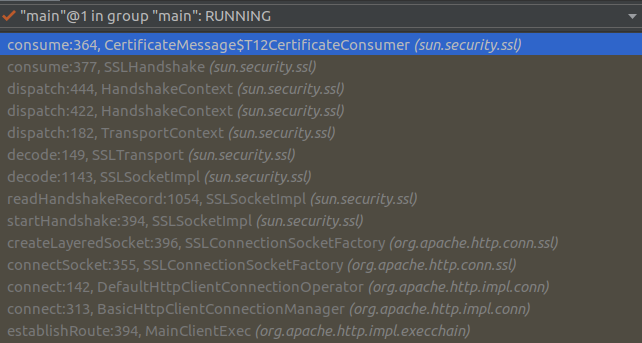 "main"@1 in group "main": RUNNING
consume:364, CertificateMessage$T12CertificateConsumer (sun.security.ssl)
consume:377, SSLHandshake (sun.security.ssl)
dispatch:444, HandshakeContext (sun.security.ssl)
dispatch:422, HandshakeContext (sun.security.ssl)
dispatch:182, TransportContext (sun.security.ssl)
decode:149, SSLTransport (sun.security.ssl)
decode:1143, SSLSocketImpl (sun.security.ssl)
readHandshakeRecord:1054, SSLSocketImpl (sun.security.ssl)
startHandshake:394, SSLSocketImpl (sun.security.ssl)
createLayeredSocket:396, SSLConnectionSocketFactory (org.apache.http.conn.ssl)
connectSocket:355, SSLConnectionSocketFactory (org.apache.http.conn.ssl)
connect:142, DefaultHttpClientConnectionOperator (org.apache.http.impl.conn)
connect:313, BasicHttpClientConnectionManager (org.apache.http.impl.conn)
establishRoute:394, MainClientExec (org.apache.http.impl.execchain)